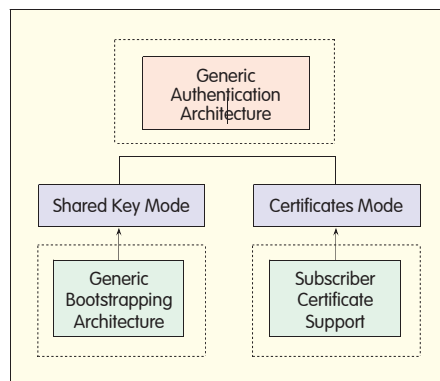 Generic
Authentication
Architecture
Shared Key Mode
Certificates Mode
Generic
Bootstrapping
Architecture
Subscriber
Certificate
Support